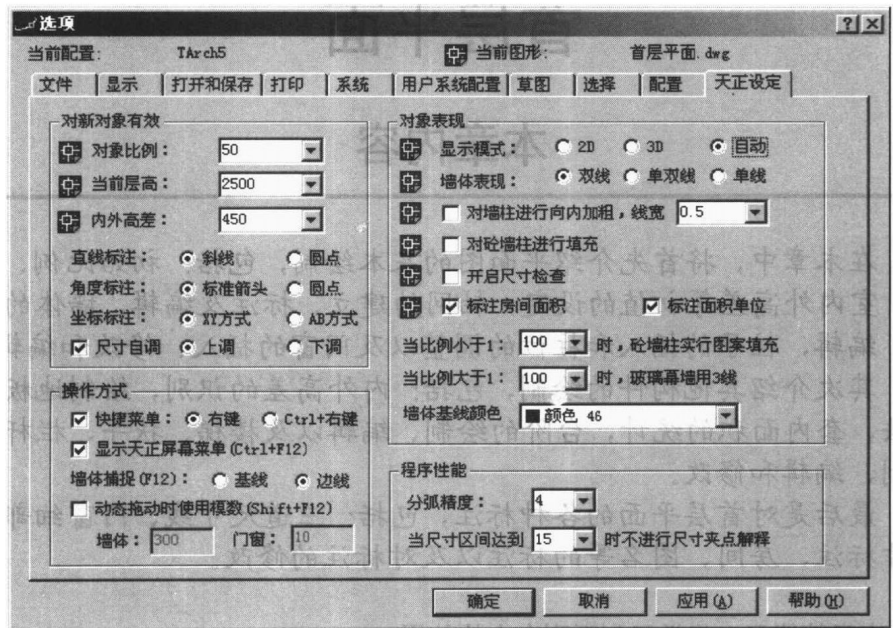 选项
当前配置: TArch5 当前图形: 首层平面.dwg
文件 显示 打开和保存 打印 系统 用户系统配置 草图 选择 配置 天正设定
对新对象有效
对象比例: 50
当前层高: 2500
内外高差: 450
直线标注: 斜线 圆点
角度标注: 标准箭头 圆点
坐标标注: XY方式 AB方式
尺寸自调 上调 下调
操作方式
快捷菜单: 右键 Ctrl+右键
显示天正屏幕菜单(Ctrl+F12)
墙体捕捉(F12): 基线 边线
动态拖动时使用模数(Shift+F12)
墙体: 300 门窗: 10
对象表现
显示模式: 2D 3D 自动
墙体表现: 双线 单双线 单线
对墙柱进行向内加粗,线宽 0.5
对砼墙柱进行填充
开启尺寸检查
标注房间面积 标注面积单位
当比例小于1: 100 时,砼墙柱实行图案填充
当比例大于1: 100 时,玻璃幕墙用3线
墙体基线颜色 颜色 46
程序性能
分弧精度: 4
当尺寸区间达到 15 时不进行尺寸夹点解释
确定 取消 应用(A) 帮助(H)